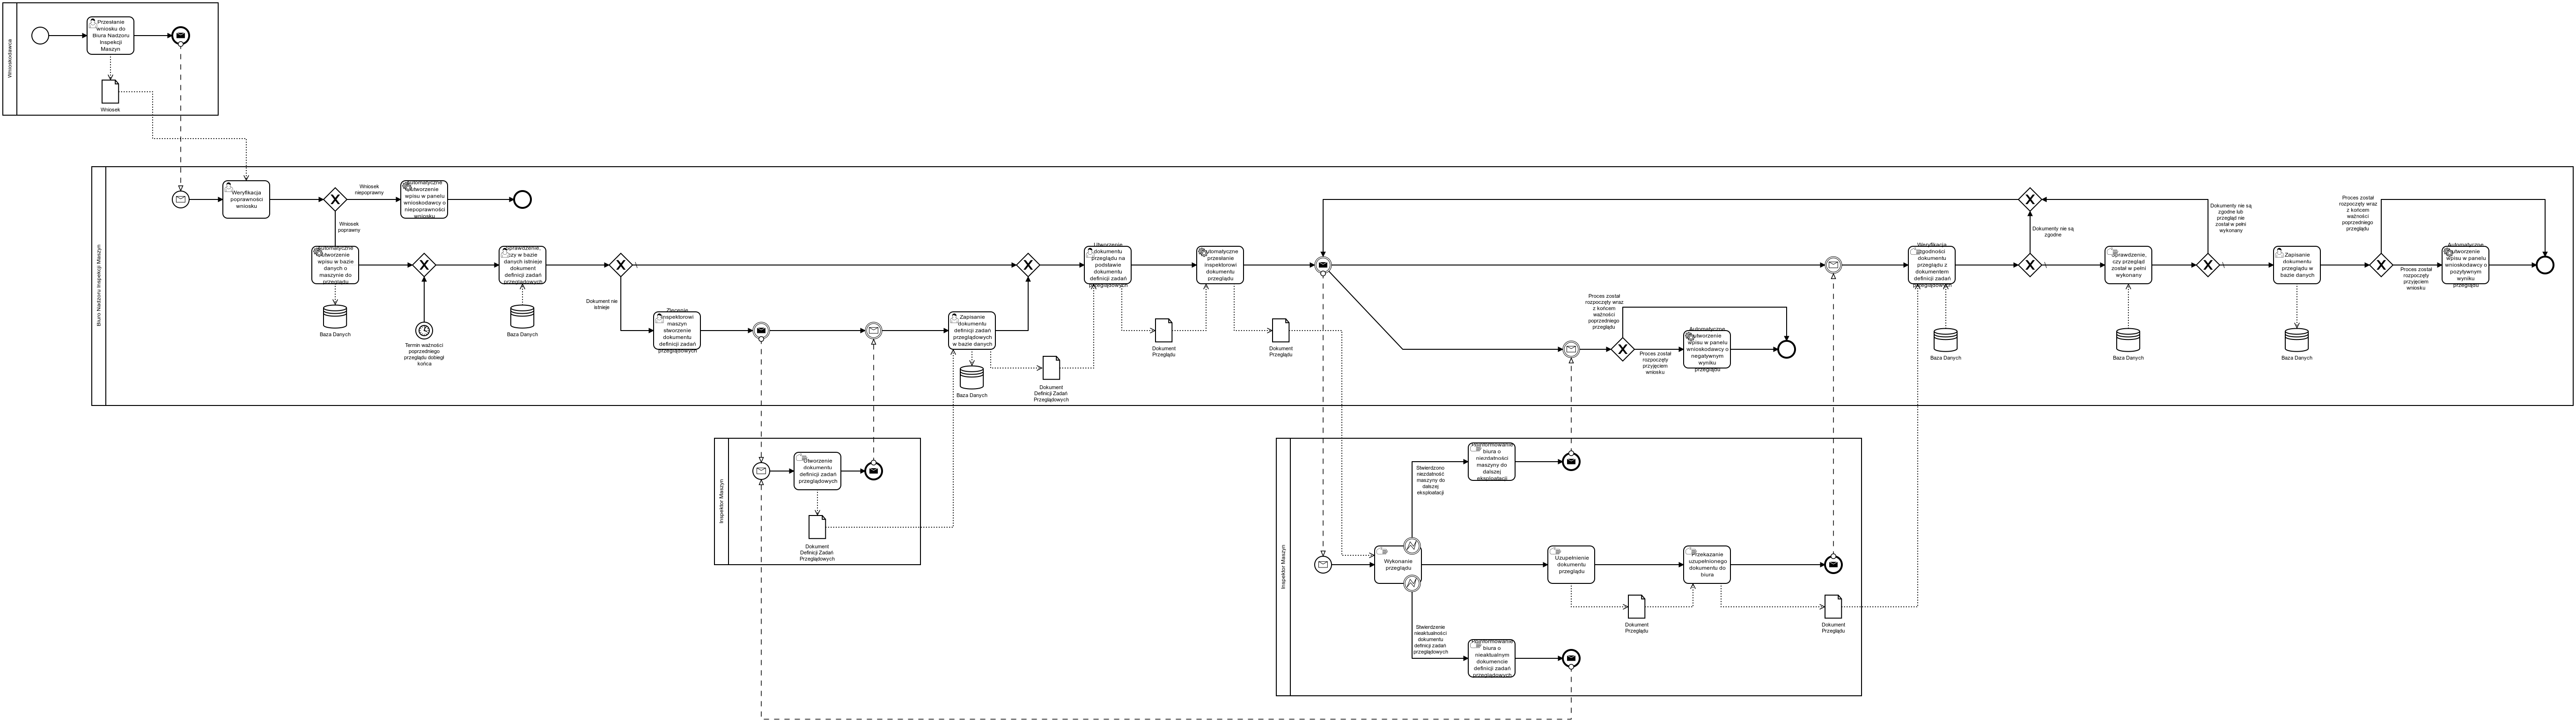 Wnioskodawca
Przesłanie
wniosku do
Biura Nadzoru
Inspekcji
Maszyn
Wniosek
Biuro Nadzoru Inspekcji Maszyn
Weryfikacja
poprawności
wniosku
Wniosek
niepoprawny
Automatyczne
utworzenie
wpisu w panelu
wnioskodawcy o
niepoprawności
wniosku
Wniosek
poprawny
Automatyczne
utworzenie
wpisu w bazie
danych o
maszynie do
przeglądu
Baza Danych
Termin ważności
poprzedniego
przeglądu dobiegł
końca
Sprawdzenie,
czy w bazie
danych istnieje
dokument
definicji zadań
przeglądowych
Baza Danych
Dokument nie
istnieje
Zlecenie
inspektorowi
maszyn
stworzenie
dokumentu
definicji zadań
przeglądowych
Zapisanie
dokumentu
definicji zadań
przeglądowych
w bazie danych
Baza Danych
Dokument
Definicji Zadań
Przeglądowych
Utworzenie
dokumentu
przeglądu na
podstawie
dokumentu
definicji zadań
przeglądowych
Dokument
Przeglądu
Automatyczne
przesłanie
inspektorowi
dokumentu
przeglądu
Dokument
Przeglądu
Proces został
rozpoczęty wraz
z końcem
ważności
poprzedniego
przeglądu
Proces został
rozpoczęty
przyjęciem
wniosku
Automatyczne
utworzenie
wpisu w panelu
wnioskodawcy o
negatywnym
wyniku
przeglądu
Weryfikacja
zgodności
dokumentu
przeglądu z
dokumentem
definicji zadań
przeglądowych
Baza Danych
Dokumenty nie są
zgodne
Sprawdzenie,
czy przegląd
został w pełni
wykonany
Baza Danych
Dokumenty nie są
zgodne lub
przegląd nie
został w pełni
wykonany
Zapisanie
dokumentu
przeglądu w
bazie danych
Baza Danych
Proces został
rozpoczęty wraz
z końcem
ważności
poprzedniego
przeglądu
Proces został
rozpoczęty
przyjęciem
wniosku
Automatyczne
utworzenie
wpisu w panelu
wnioskodawcy o
pozytywnym
wyniku
przeglądu
Inspektor Maszyn
Utworzenie
dokumentu
definicji zadań
przeglądowych
Dokument
Definicji Zadań
Przeglądowych
Inspektor Maszyn
Wykonanie
przeglądu
Stwierdzono
niezdatność
maszyny do
dalszej
eksploatacji
Poinformowanie
biura o
niezdatności
maszyny do
dalszej
eksploatacji
Uzupełnienie
dokumentu
przeglądu
Dokument
Przeglądu
Przekazanie
uzupełnionego
dokumentu do
biura
Dokument
Przeglądu
Stwierdzenie
nieaktualności
dokumentu
definicji zadań
przeglądowych
Poinformowanie
biura o
nieaktualnym
dokumencie
definicji zadań
przeglądowych